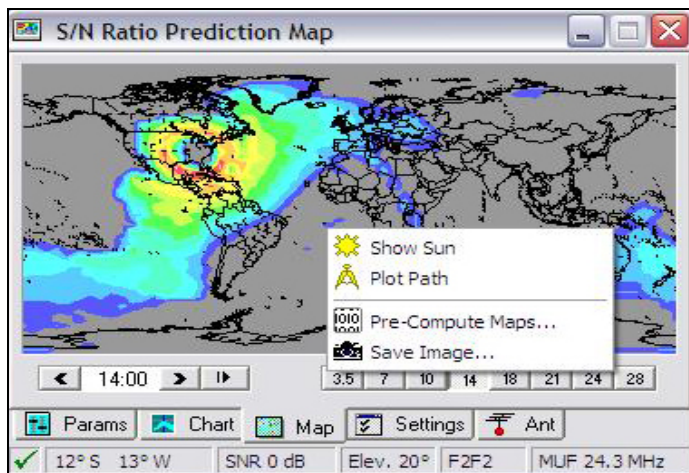 S/N Ratio Prediction Map
Show Sun
Plot Path
Pre-Compute Maps...
Save Image...
14:00 3.5 7 10 14 18 21 24 28
Params Chart Map Settings Ant
12° S 13° W SNR 0 dB Elev. 20° F2F2 MUF 24.3 MHz